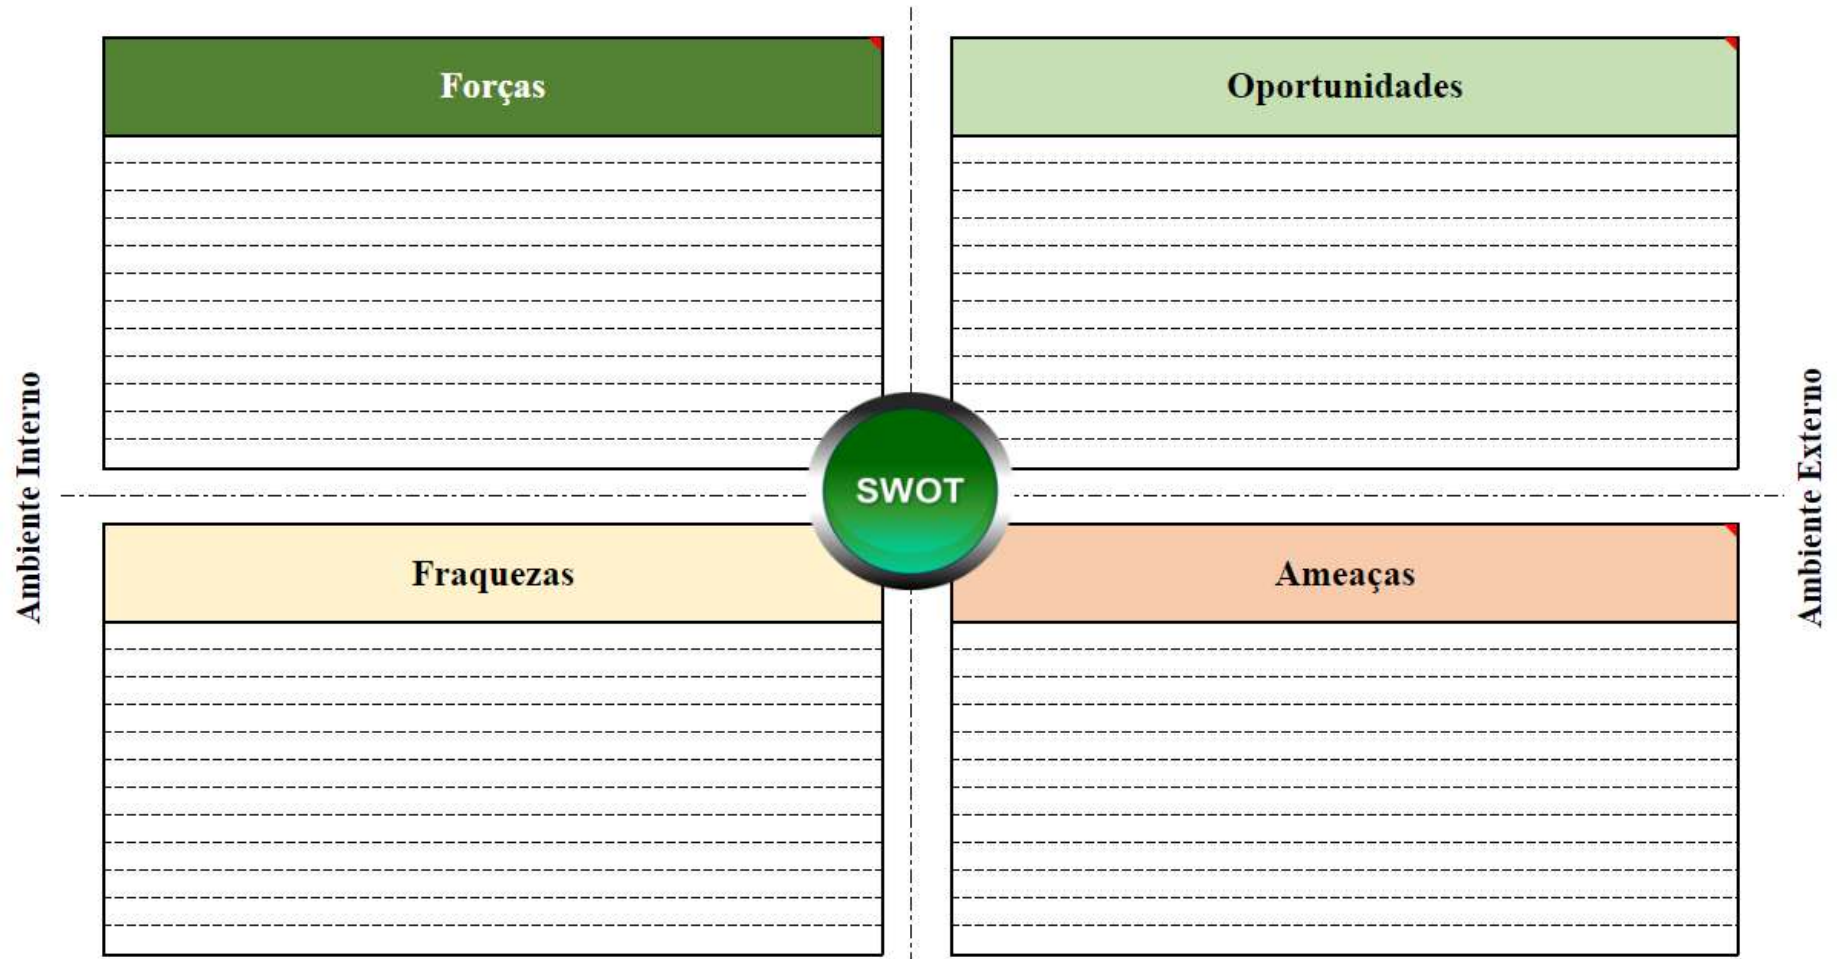 Forças
Oportunidades
Ambiente Interno
SWOT
Ambiente Externo
Fraquezas
Ameaças